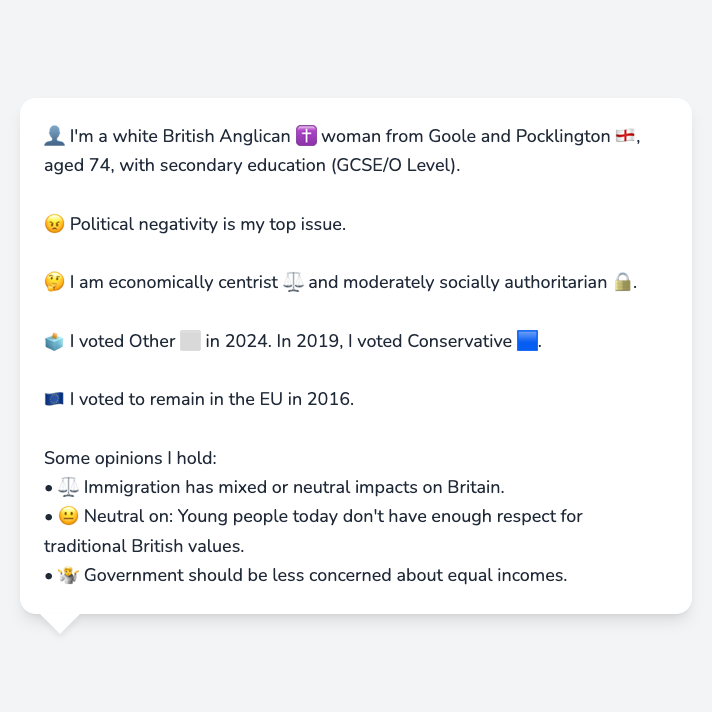 👤 I'm a white British Anglican ✝️ woman from Goole and Pocklington 🏴󠁧󠁢󠁥󠁮󠁧󠁿,
aged 74, with secondary education (GCSE/O Level).
😠 Political negativity is my top issue.
🤔 I am economically centrist ⚖️ and moderately socially authoritarian 🔒.
🗳️ I voted Other ⬜ in 2024. In 2019, I voted Conservative 🟦.
🇪🇺 I voted to remain in the EU in 2016.
Some opinions I hold:
• ⚖️ Immigration has mixed or neutral impacts on Britain.
• 😐 Neutral on: Young people today don't have enough respect for
traditional British values.
• 🤷 Government should be less concerned about equal incomes.